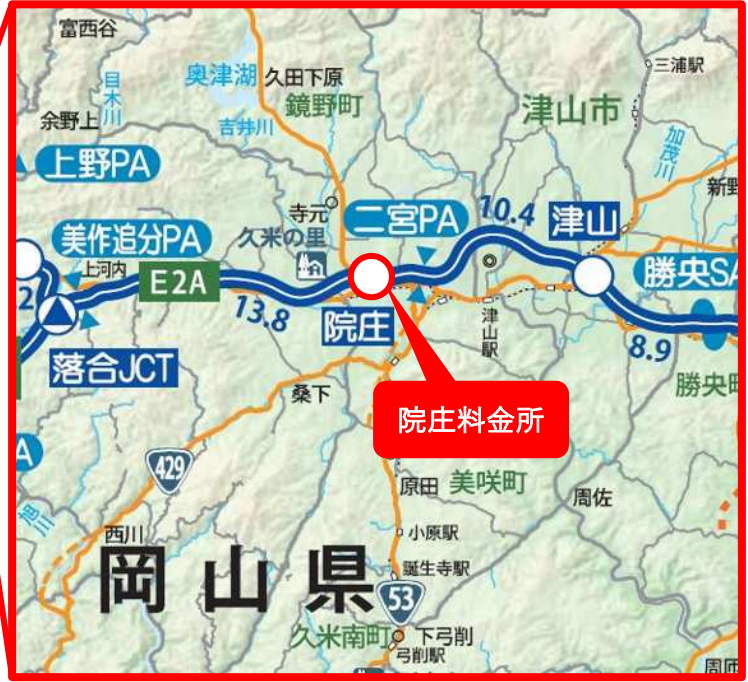 富西谷
三浦駅
奥津湖
久田下原
目木川
鏡野町
津山市
余野上
吉井川
加茂川
上野PA
新野
寺元
二宮PA
10.4
津山
美作追分PA
久米の里
上河内
E2A
勝央SA
2
13.8
院庄
津山駅
8.9
落合JCT
勝央町
桑下
院庄料金所
A
429
原田
美咲町
周佐
旭川
西川
小原駅
岡山県
誕生寺駅
53
久米南町
下弓削
弓削駅
周匝